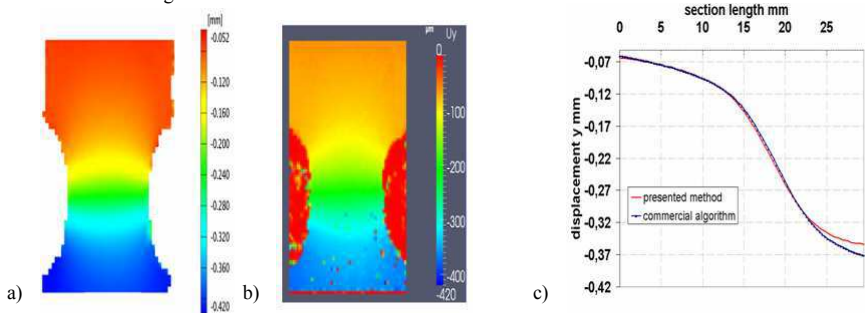 [mm]
-0.052
-0.120
-0.160
-0.200
-0.240
-0.280
-0.320
-0.360
-0.420
a)
µm Uy
0
-100
-200
-300
-400
-420
b)
section length mm
0 5 10 15 20 25
-0,07
-0,12
-0,17
-0,22
-0,27
-0,32
-0,37
-0,42
displacement y mm
presented method
commercial algorithm
c)